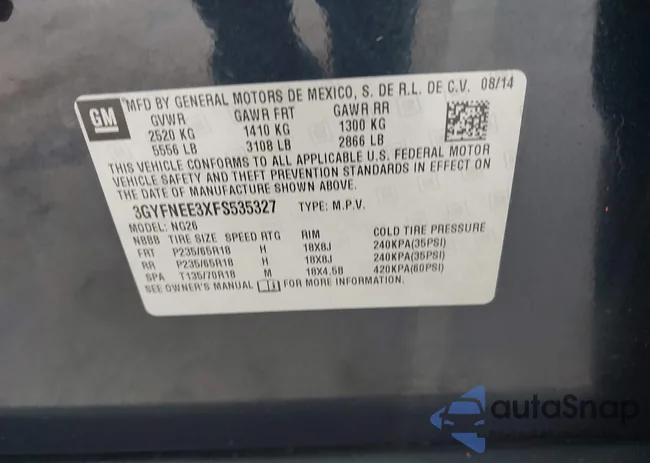 GM
MFD BY GENERAL MOTORS DE MEXICO, S. DE R.L. DE C.V. 08/14
GVWR GAWR FRT GAWR RR
2520 KG 1410 KG 1300 KG
5556 LB 3108 LB 2866 LB
THIS VEHICLE CONFORMS TO ALL APPLICABLE U.S. FEDERAL MOTOR
VEHICLE SAFETY AND THEFT PREVENTION STANDARDS IN EFFECT ON
THE DATE OF MANUFACTURE SHOWN ABOVE.
3GYFNEE3XFS535327 TYPE: M.P.V.
MODEL: NG26
NBBB TIRE SIZE SPEED RTG RIM COLD TIRE PRESSURE
FRT P235/65R18 H 18X8J 240KPA(35PSI)
RR P235/65R18 H 18X8J 240KPA(35PSI)
SPA T135/70R18 M 18X4.5B 420KPA(60PSI)
SEE OWNER'S MANUAL FOR MORE INFORMATION.
autoSnap